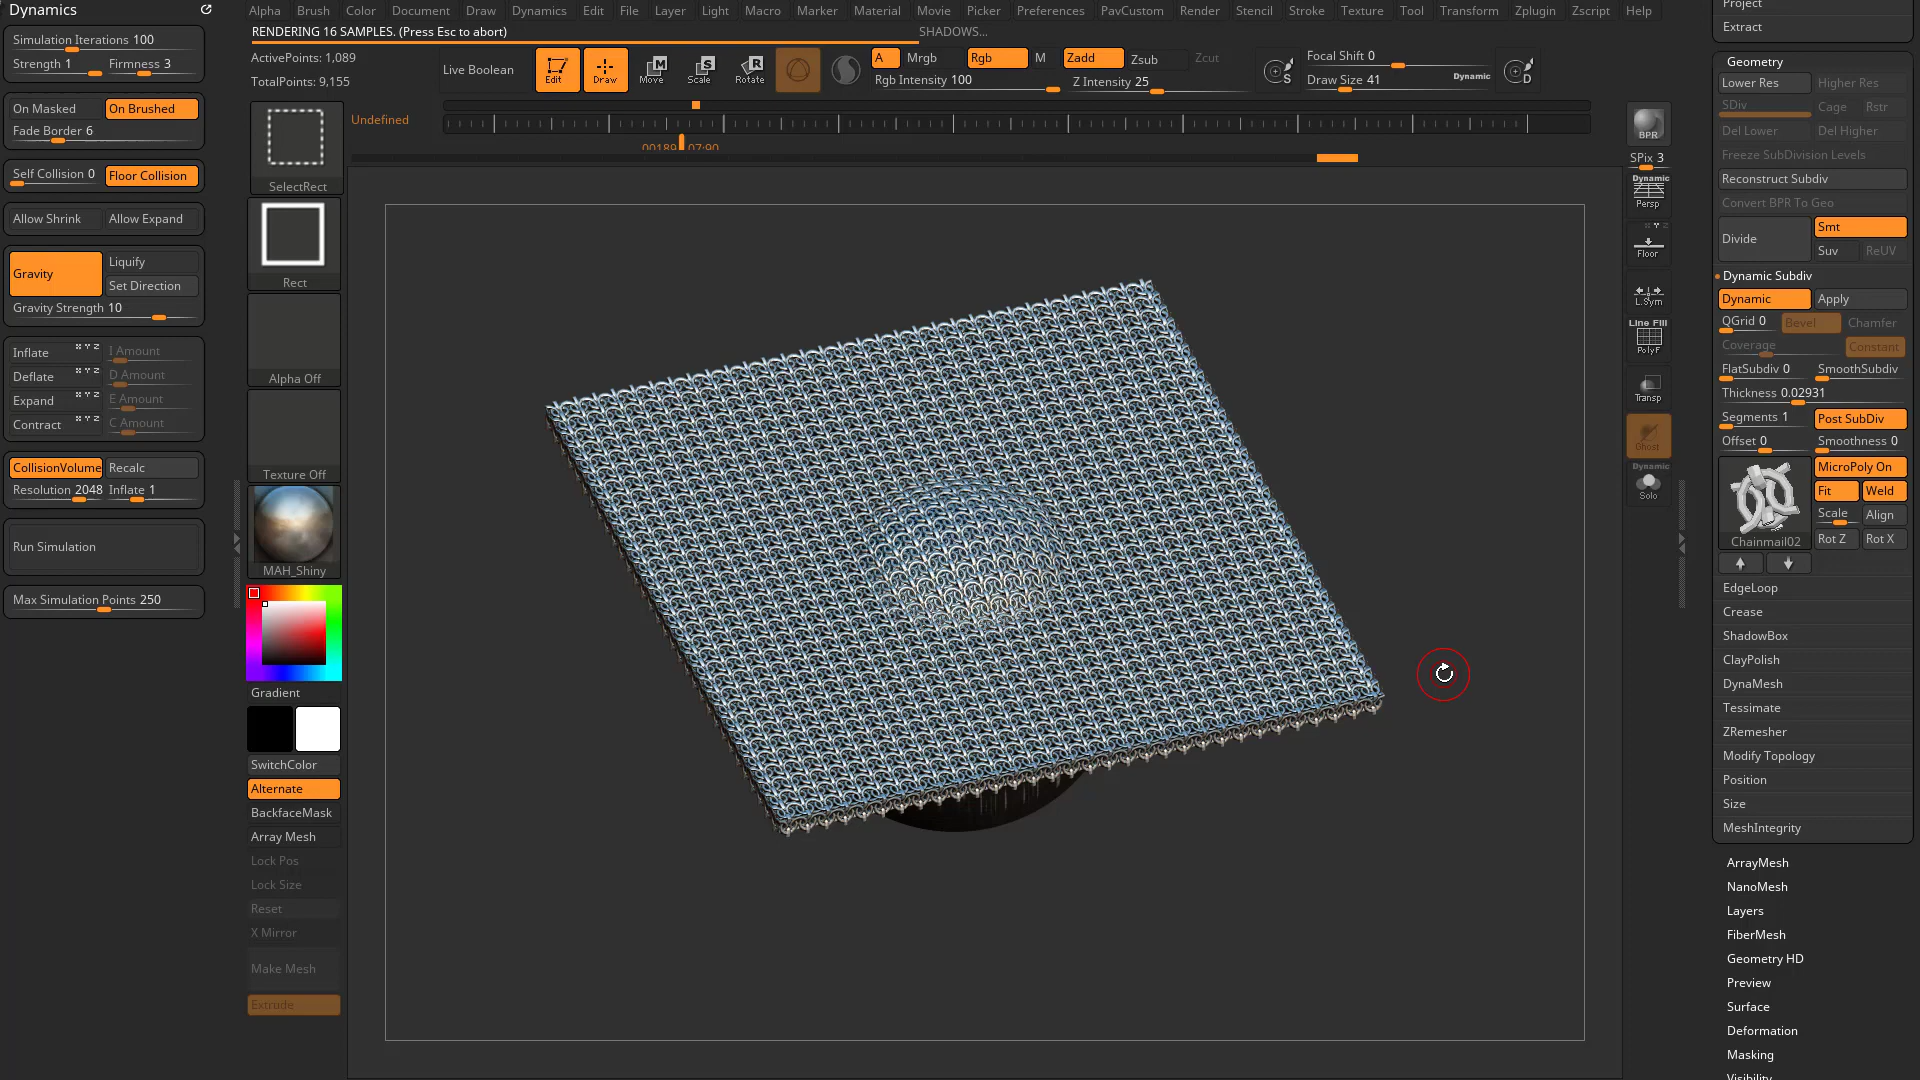 Dynamics
Alpha Brush Color Document Draw Dynamics Edit File Layer Light Macro Marker Material Movie Picker Preferences PavCustom Render Stencil Stroke Texture Tool Transform Zplugin Zscript Help
RENDERING 16 SAMPLES. (Press Esc to abort) SHADOWS...
ActivePoints: 1,089
TotalPoints: 9,155
Live Boolean
Edit
Draw
Move
Scale
Rotate
A Mrgb Rgb M Zadd Zsub Zcut
Rgb Intensity 100 Z Intensity 25
Focal Shift 0
Draw Size 41 Dynamic
S
D
Undefined
00189 07:90
Simulation Iterations 100
Strength 1 Firmness 3
On Masked On Brushed
Fade Border 6
Self Collision 0 Floor Collision
Allow Shrink Allow Expand
Gravity
Liquify
Set Direction
Gravity Strength 10
Inflate X Y Z I Amount
Deflate X Y Z D Amount
Expand X Y Z E Amount
Contract X Y Z C Amount
CollisionVolume Recalc
Resolution 2048 Inflate 1
Run Simulation
Max Simulation Points 250
SelectRect
Rect
Alpha Off
Texture Off
MAH_Shiny
Gradient
SwitchColor
Alternate
BackfaceMask
Array Mesh
Lock Pos
Lock Size
Reset
X Mirror
Make Mesh
Extrude
BPR
SPix 3
Dynamic
Persp
Floor
L.Sym
Line Fill
PolyF
Transp
Ghost
Dynamic
Solo
Project
Extract
Geometry
Lower Res Higher Res
SDiv Cage Rstr
Del Lower Del Higher
Freeze SubDivision Levels
Reconstruct Subdiv
Convert BPR To Geo
Divide
Smt
Suv ReUV
Dynamic Subdiv
Dynamic Apply
QGrid 0 Bevel Chamfer
Coverage Constant
FlatSubdiv 0 SmoothSubdiv
Thickness 0.02931
Segments 1 Post SubDiv
Offset 0 Smoothness 0
MicroPoly On
Fit Weld
Scale Align
Chainmail02 Rot Z Rot X
EdgeLoop
Crease
ShadowBox
ClayPolish
DynaMesh
Tessimate
ZRemesher
Modify Topology
Position
Size
MeshIntegrity
ArrayMesh
NanoMesh
Layers
FiberMesh
Geometry HD
Preview
Surface
Deformation
Masking
Visibility